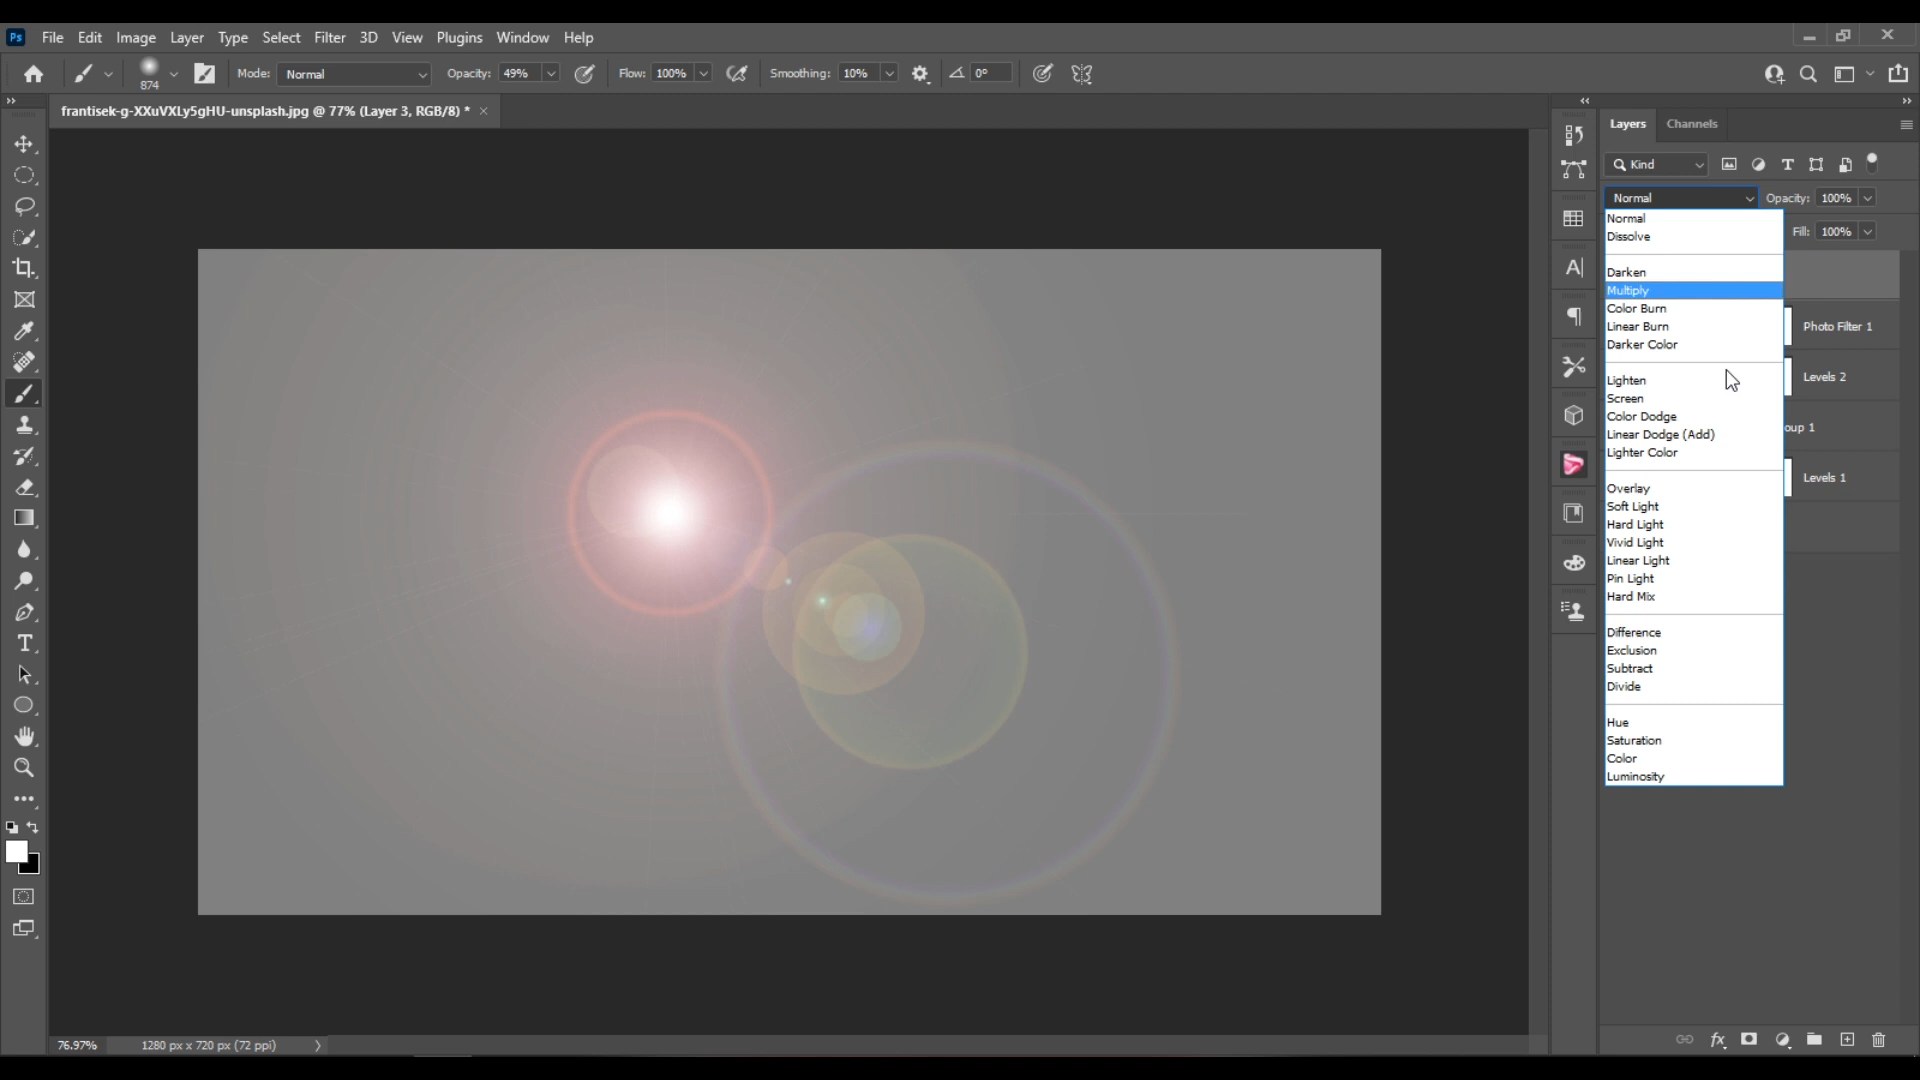 Ps File Edit Image Layer Type Select Filter 3D View Plugins Window Help
874 Mode: Normal Opacity: 49% Flow: 100% Smoothing: 10% 0°
frantisek-g-XXuVXLy5gHU-unsplash.jpg @ 77% (Layer 3, RGB/8) *
Layers Channels
Kind
Normal Opacity: 100%
Fill: 100%
Normal
Dissolve
Darken
Multiply
Color Burn
Linear Burn
Darker Color
Lighten
Screen
Color Dodge
Linear Dodge (Add)
Lighter Color
Overlay
Soft Light
Hard Light
Vivid Light
Linear Light
Pin Light
Hard Mix
Difference
Exclusion
Subtract
Divide
Hue
Saturation
Color
Luminosity
Photo Filter 1
Levels 2
oup 1
Levels 1
76.97% 1280 px x 720 px (72 ppi)
fx